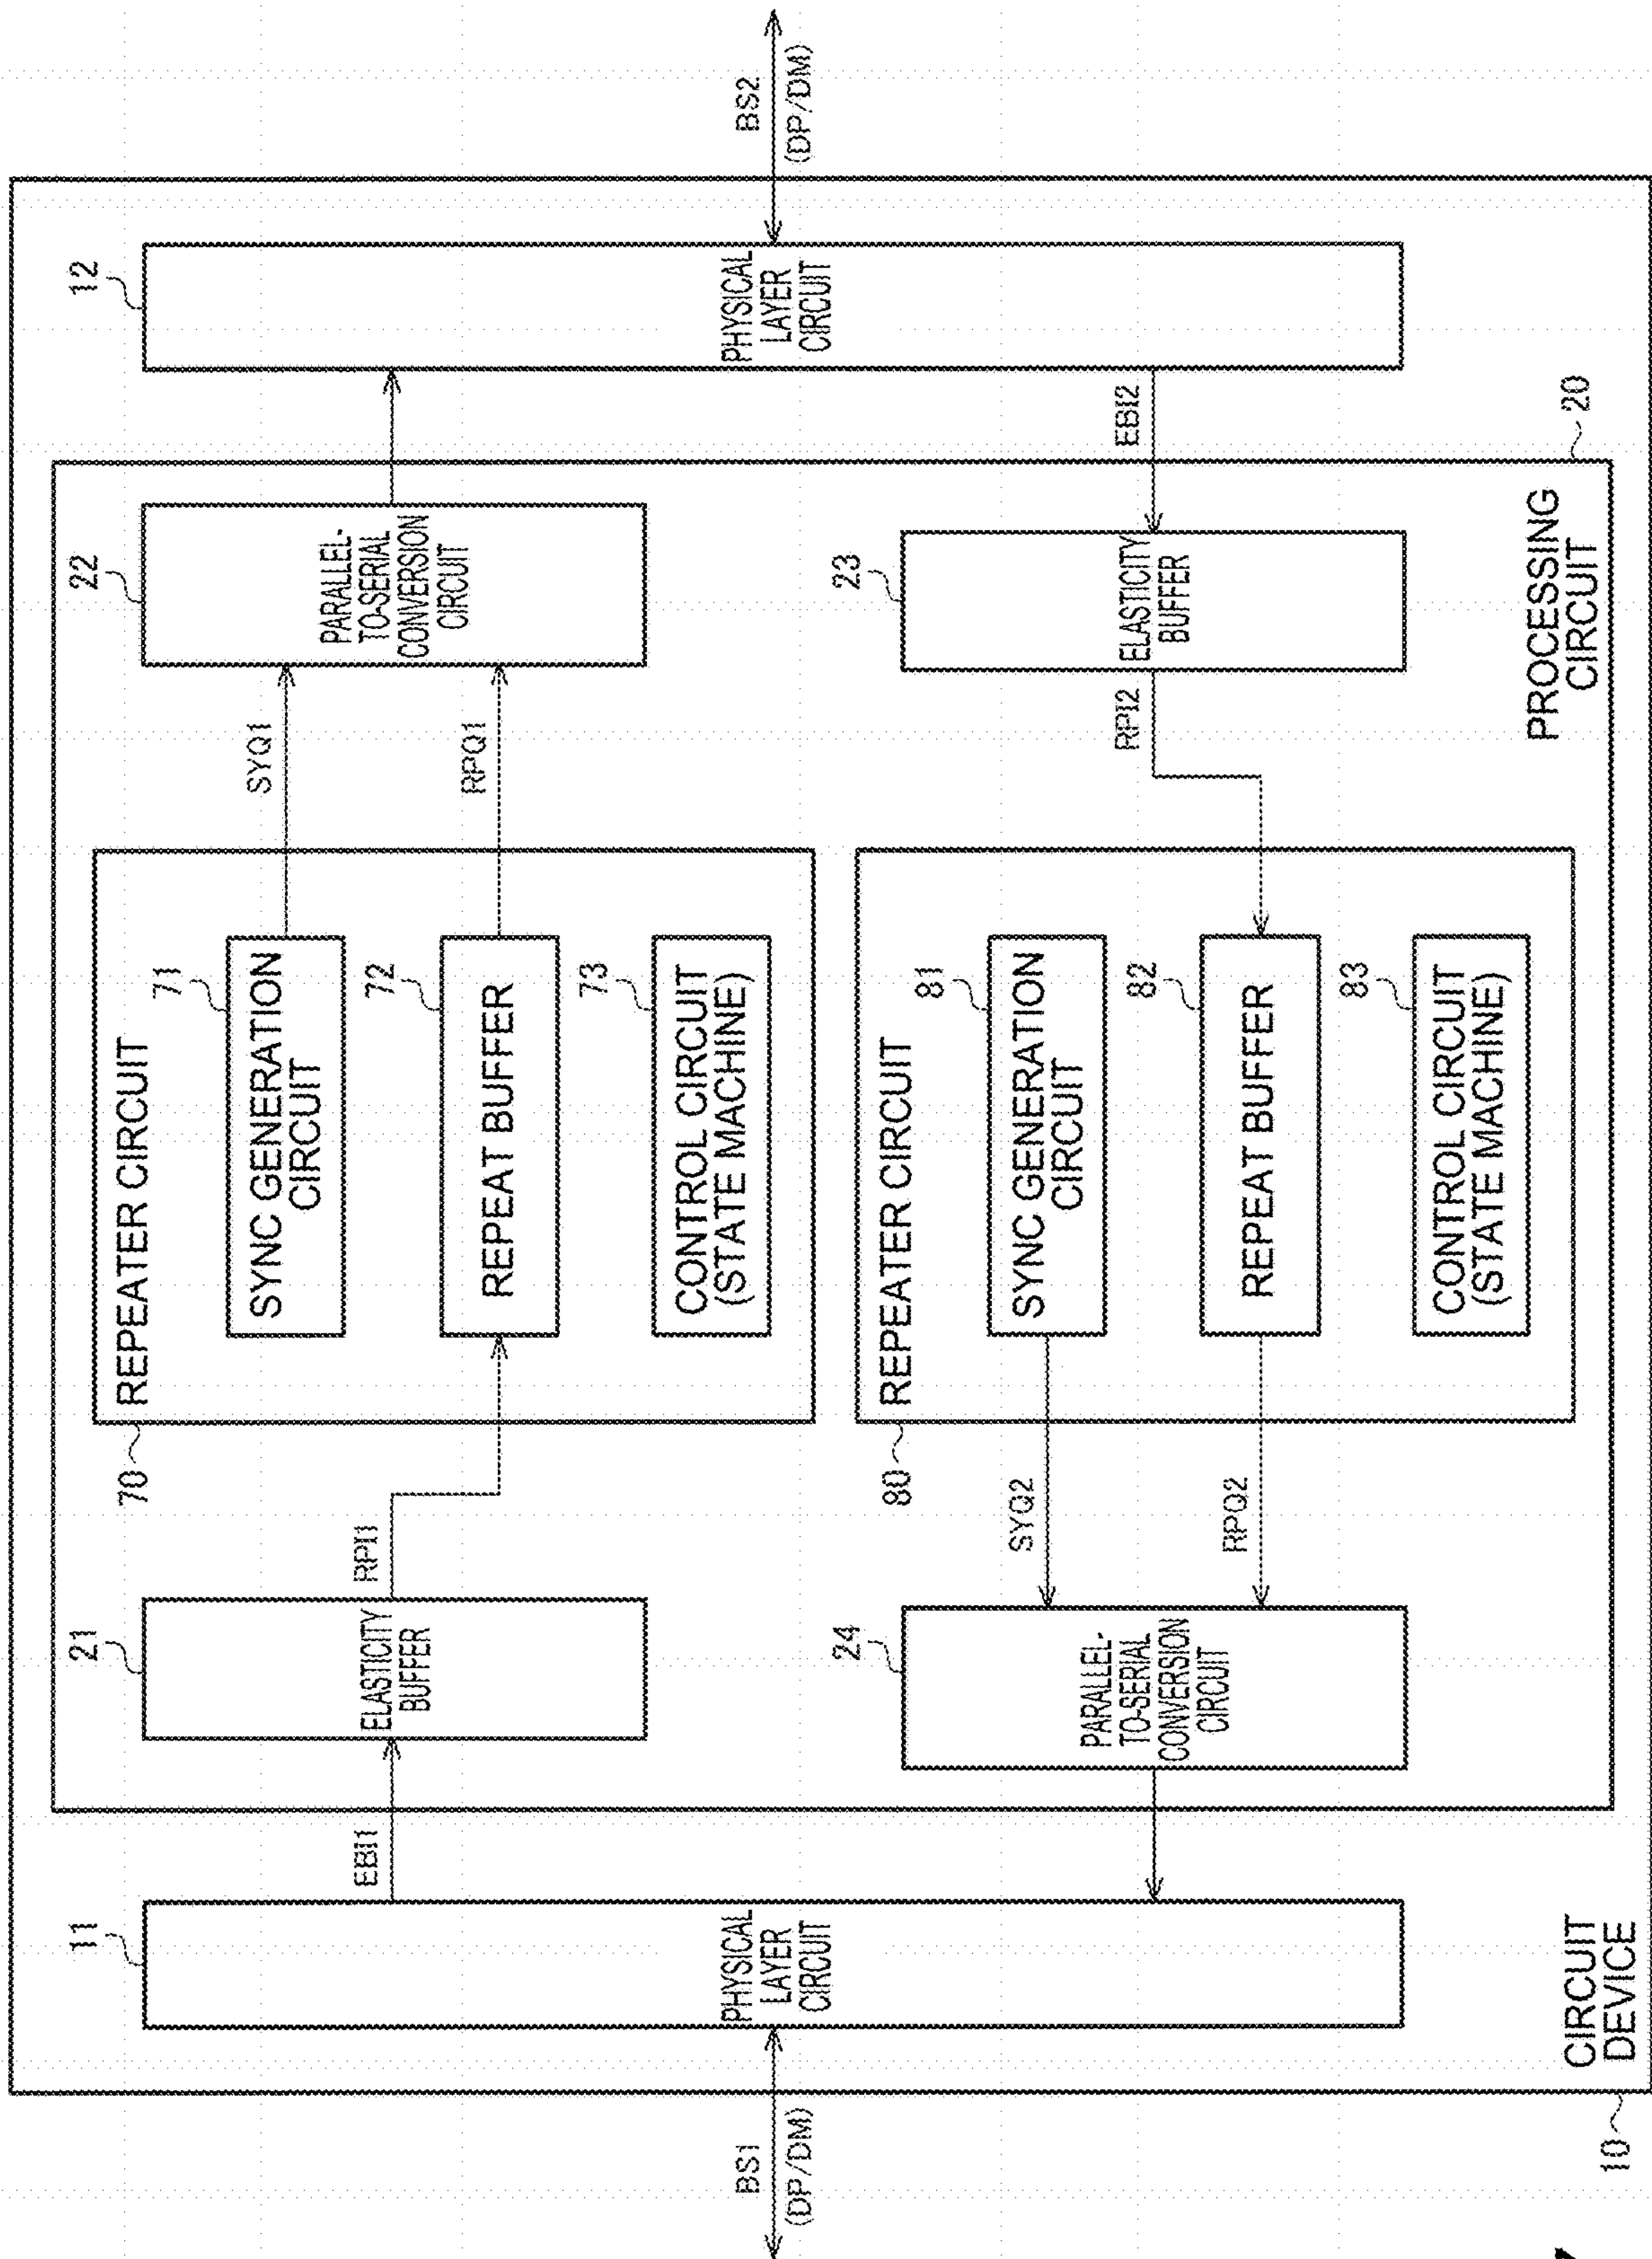 10
CIRCUIT
DEVICE
BS1
(DP/DM)
11
PHYSICAL
LAYER
CIRCUIT
EBI1
21
ELASTICITY
BUFFER
RPI1
70
REPEATER CIRCUIT
71
SYNC GENERATION
CIRCUIT
72
REPEAT BUFFER
73
CONTROL CIRCUIT
(STATE MACHINE)
SYQ1
RPQ1
22
PARALLEL-
TO-SERIAL
CONVERSION
CIRCUIT
12
PHYSICAL
LAYER
CIRCUIT
BS2
(DP/DM)
24
PARALLEL-
TO-SERIAL
CONVERSION
CIRCUIT
SYQ2
RPQ2
80
REPEATER CIRCUIT
81
SYNC GENERATION
CIRCUIT
82
REPEAT BUFFER
83
CONTROL CIRCUIT
(STATE MACHINE)
RPI2
23
ELASTICITY
BUFFER
EBI2
PROCESSING
CIRCUIT
20